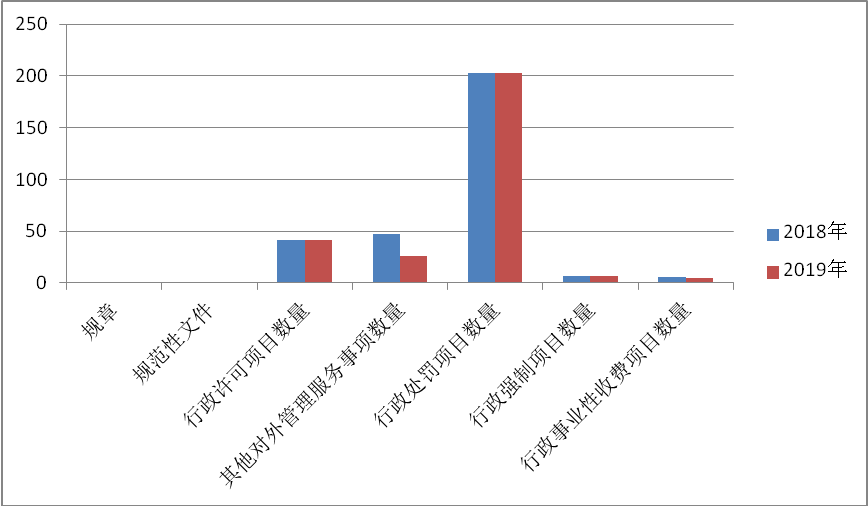 250
200
150
100
50
0
规章
规范性文件
行政许可项目数量
其他对外管理服务事项数量
行政处罚项目数量
行政强制项目数量
行政事业性收费项目数量
2018年
2019年